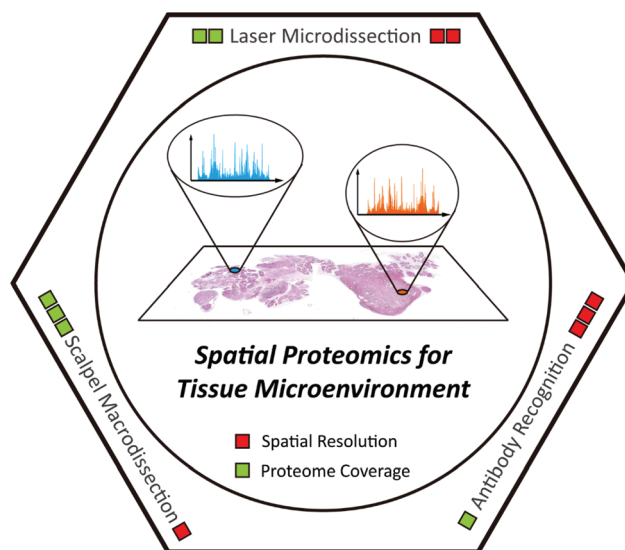 Laser Microdissection
Scalpel Macrodissection
Antibody Recognition
Spatial Proteomics for
Tissue Microenvironment
Spatial Resolution
Proteome Coverage